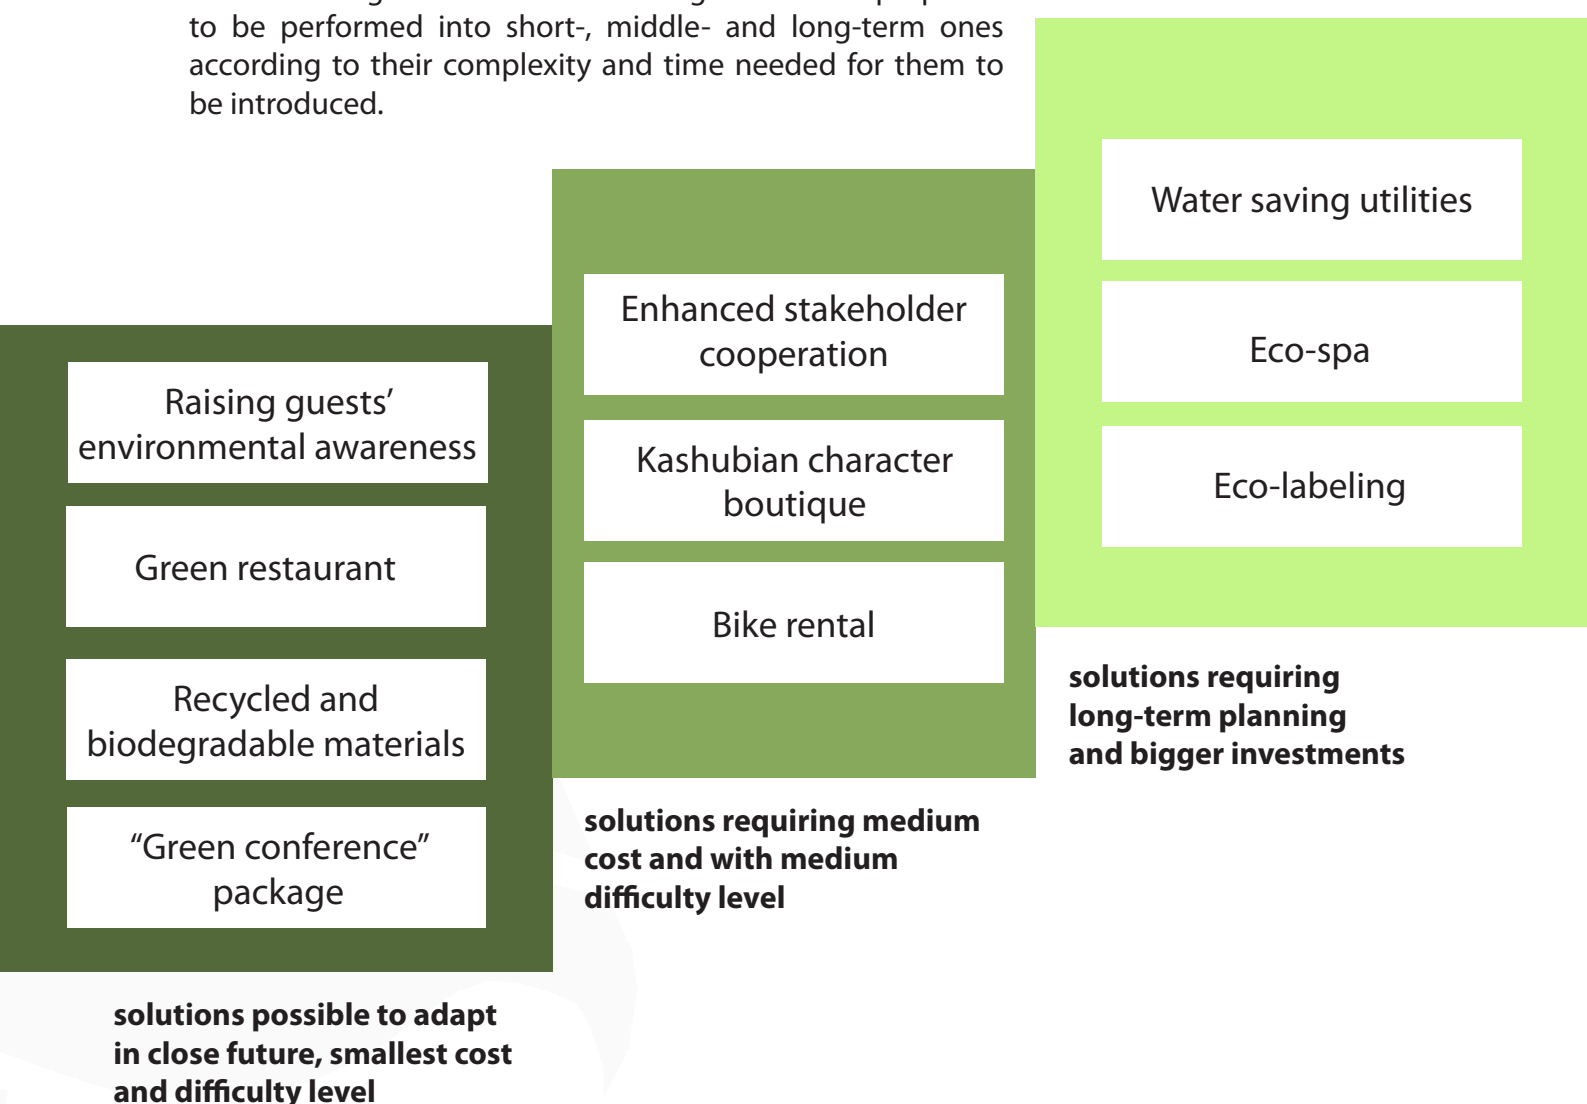 to be performed into short-, middle- and long-term ones
according to their complexity and time needed for them to
be introduced.
Raising guests’
environmental awareness
Green restaurant
Recycled and
biodegradable materials
“Green conference”
package
solutions possible to adapt
in close future, smallest cost
and difficulty level
Enhanced stakeholder
cooperation
Kashubian character
boutique
Bike rental
solutions requiring medium
cost and with medium
difficulty level
Water saving utilities
Eco-spa
Eco-labeling
solutions requiring
long-term planning
and bigger investments